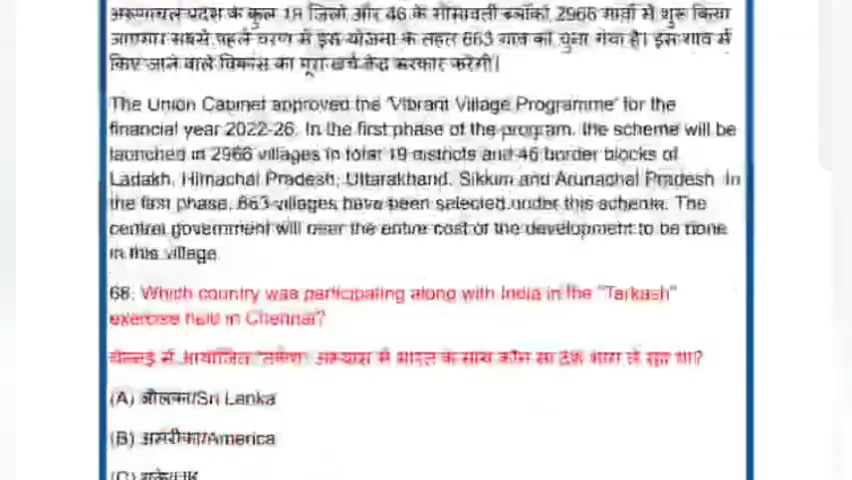 अरुणाचल प्रदेश के कुल 19 जिलों और 46 के सीमावर्ती ब्लॉकों 2966 गांवों में शुरू किया
जाएगा। सबसे पहले चरण में इस योजना के तहत 663 गांव को चुना गया है। इस गांव में
किए जाने वाले विकास का पूरा खर्च केंद्र सरकार करेगी।
The Union Cabinet approved the 'Vibrant Village Programme' for the
financial year 2022-26. In the first phase of the program, the scheme will be
launched in 2966 villages in total 19 districts and 46 border blocks of
Ladakh, Himachal Pradesh, Uttarakhand, Sikkim and Arunachal Pradesh. In
the first phase, 663 villages have been selected under this scheme. The
central government will bear the entire cost of the development to be done
in this village.
68. Which country was participating along with India in the "Tarkash"
exercise held in Chennai?
चेन्नई में आयोजित "तर्कश" अभ्यास में भारत के साथ कौन सा देश भाग ले रहा था?
(A) श्रीलंका/Sri Lanka
(B) अमरीका/America
(C) यूके/UK